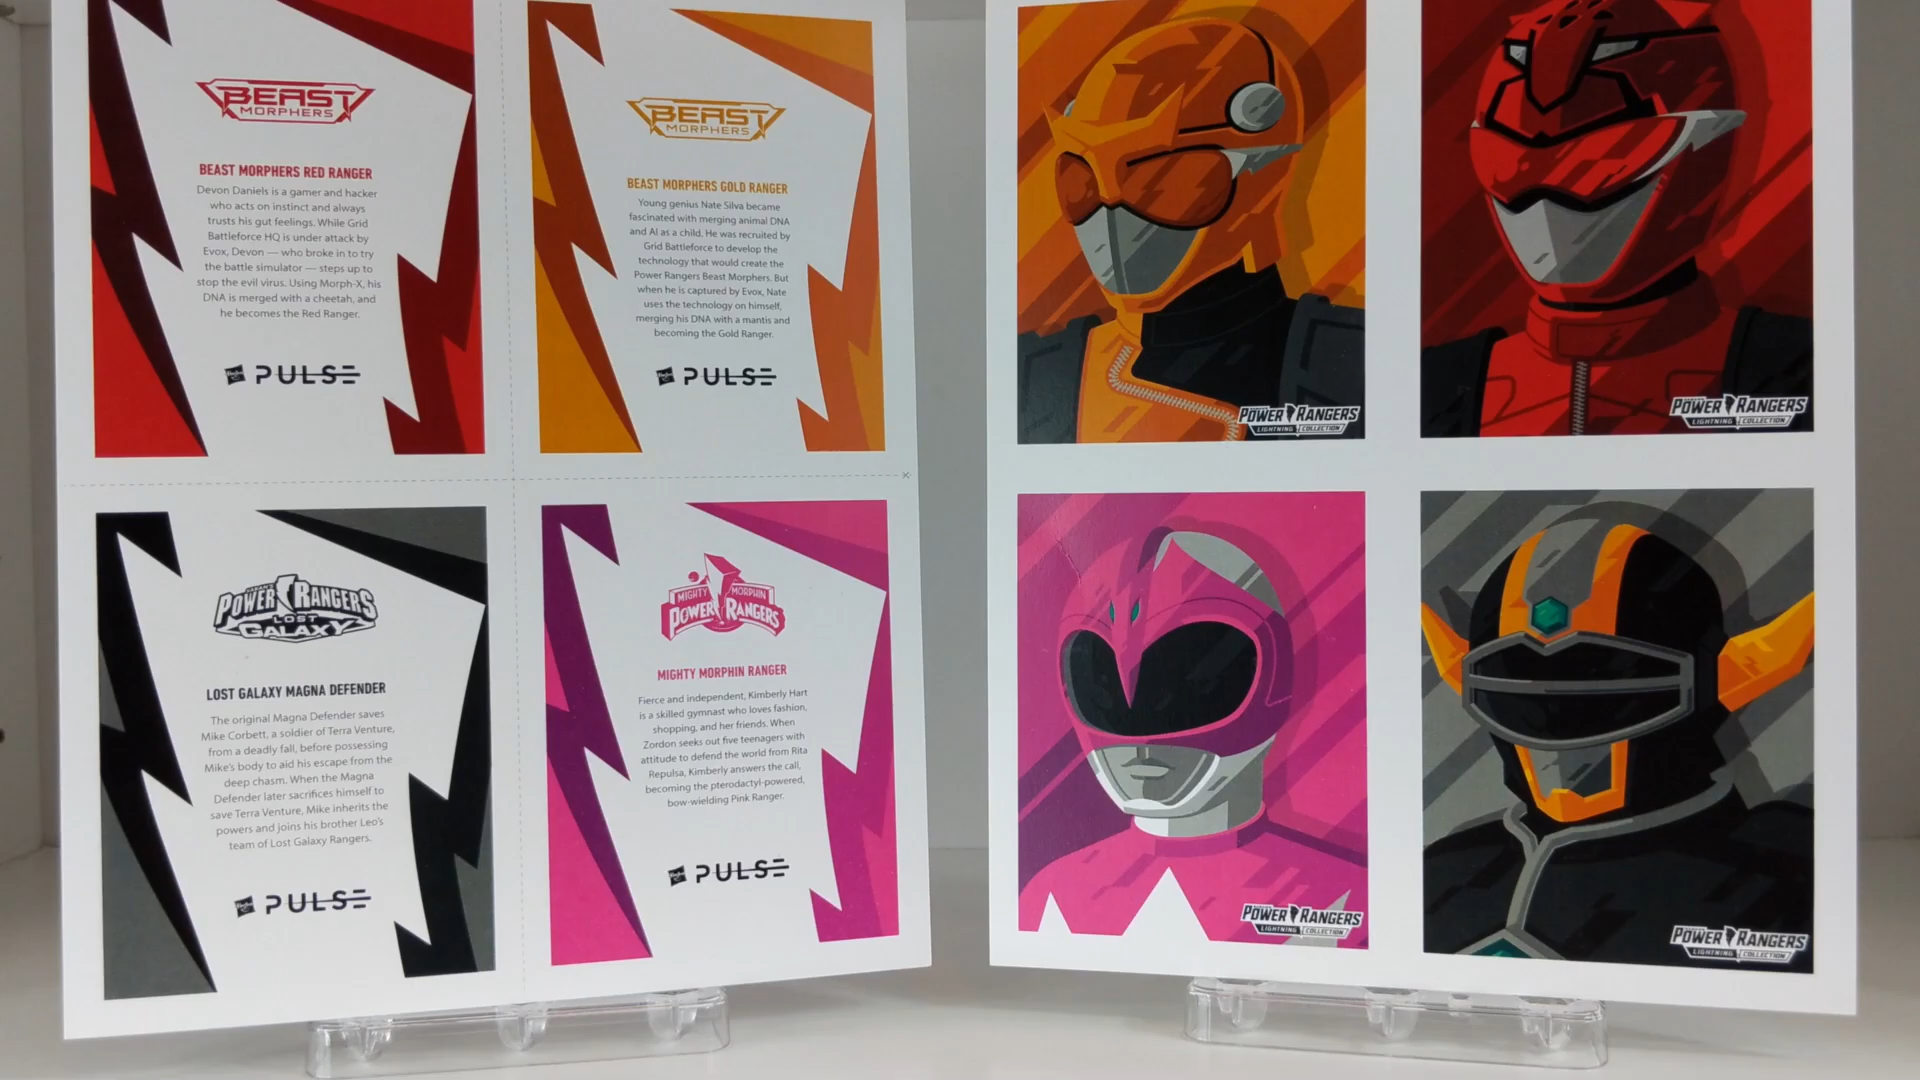 BEAST
MORPHERS
BEAST MORPHERS RED RANGER
Devon Daniels is a gamer and hacker
who acts on instinct and always
trusts his gut feelings. While Grid
Battleforce HQ is under attack by
Evox, Devon — who broke in to try
the battle simulator — steps up to
stop the evil virus. Using Morph-X, his
DNA is merged with a cheetah, and
he becomes the Red Ranger.
PULSE
BEAST
MORPHERS
BEAST MORPHERS GOLD RANGER
Young genius Nate Silva became
fascinated with merging animal DNA
and AI as a child. He was recruited by
Grid Battleforce to develop the
technology that would create the
Power Rangers Beast Morphers. But
when he is captured by Evox, Nate
uses the technology on himself,
merging his DNA with a mantis and
becoming the Gold Ranger.
PULSE
POWER RANGERS
LOST
GALAXY
LOST GALAXY MAGNA DEFENDER
The original Magna Defender saves
Mike Corbett, a soldier of Terra Venture,
from a deadly fall, before possessing
Mike's body to aid his escape from the
deep chasm. When the Magna
Defender later sacrifices himself to
save Terra Venture, Mike inherits the
powers and joins his brother Leo's
team of Lost Galaxy Rangers.
PULSE
MIGHTY MORPHIN
POWER RANGERS
MIGHTY MORPHIN RANGER
Fierce and independent, Kimberly Hart
is a skilled gymnast who loves fashion,
shopping, and her friends. When
Zordon seeks out five teenagers with
attitude to defend the world from Rita
Repulsa, Kimberly answers the call,
becoming the pterodactyl-powered,
bow-wielding Pink Ranger.
PULSE
POWER RANGERS
LIGHTNING COLLECTION
POWER RANGERS
LIGHTNING COLLECTION
POWER RANGERS
LIGHTNING COLLECTION
POWER RANGERS
LIGHTNING COLLECTION